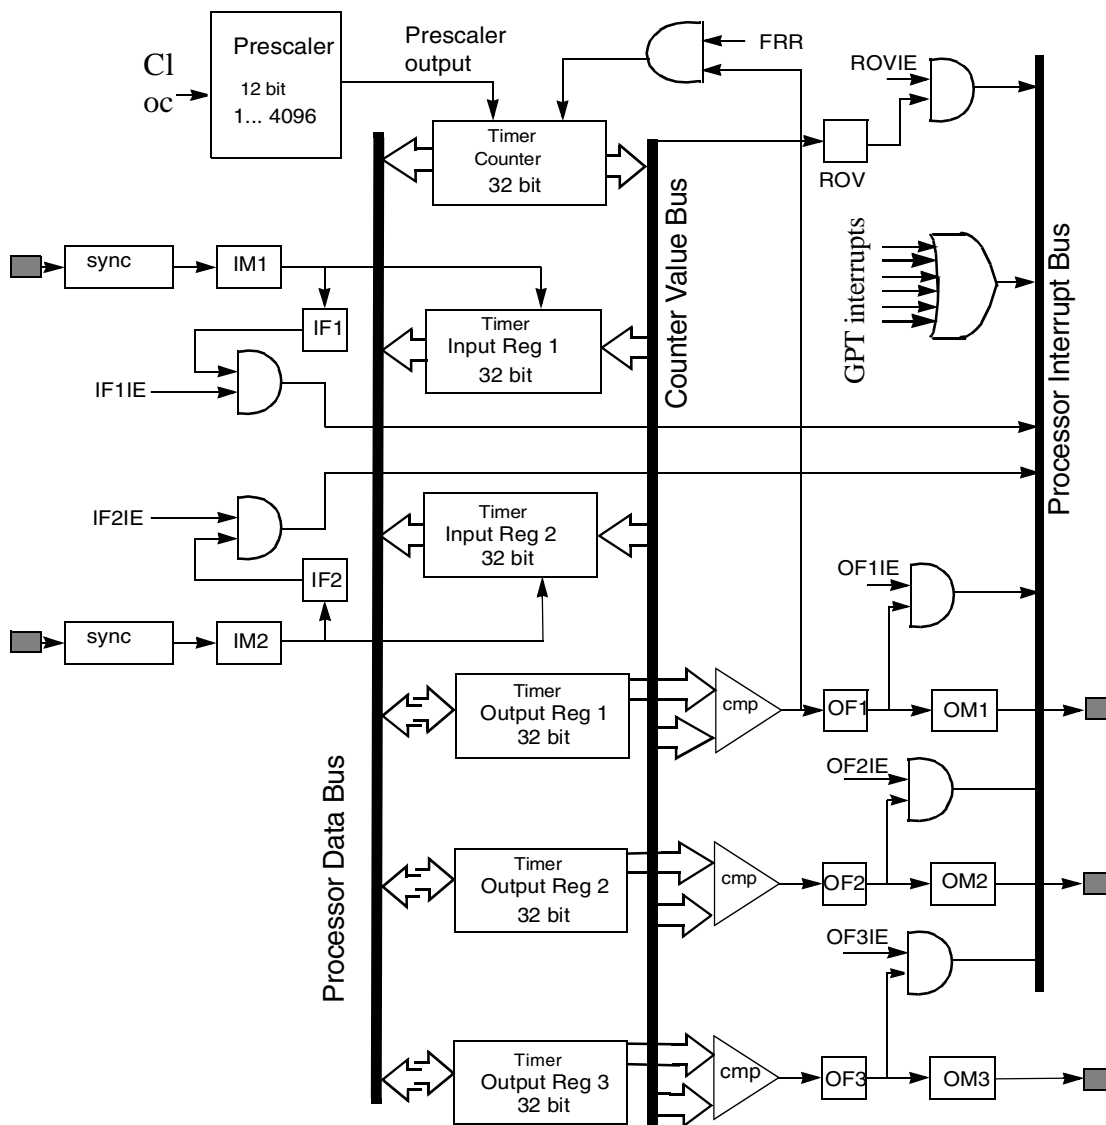 Prescaler
12 bit
1... 4096
Cl
oc
Prescaler
output
FRR
ROVIE
Timer
Counter
32 bit
ROV
sync
IM1
IF1
Timer
Input Reg 1
32 bit
IF1IE
Counter Value Bus
GPT interrupts
Processor Interrupt Bus
IF2IE
Timer
Input Reg 2
32 bit
IF2
sync
IM2
OF1IE
Timer
Output Reg 1
32 bit
cmp
OF1
OM1
Processor Data Bus
OF2IE
Timer
Output Reg 2
32 bit
cmp
OF2
OM2
OF3IE
Timer
Output Reg 3
32 bit
cmp
OF3
OM3